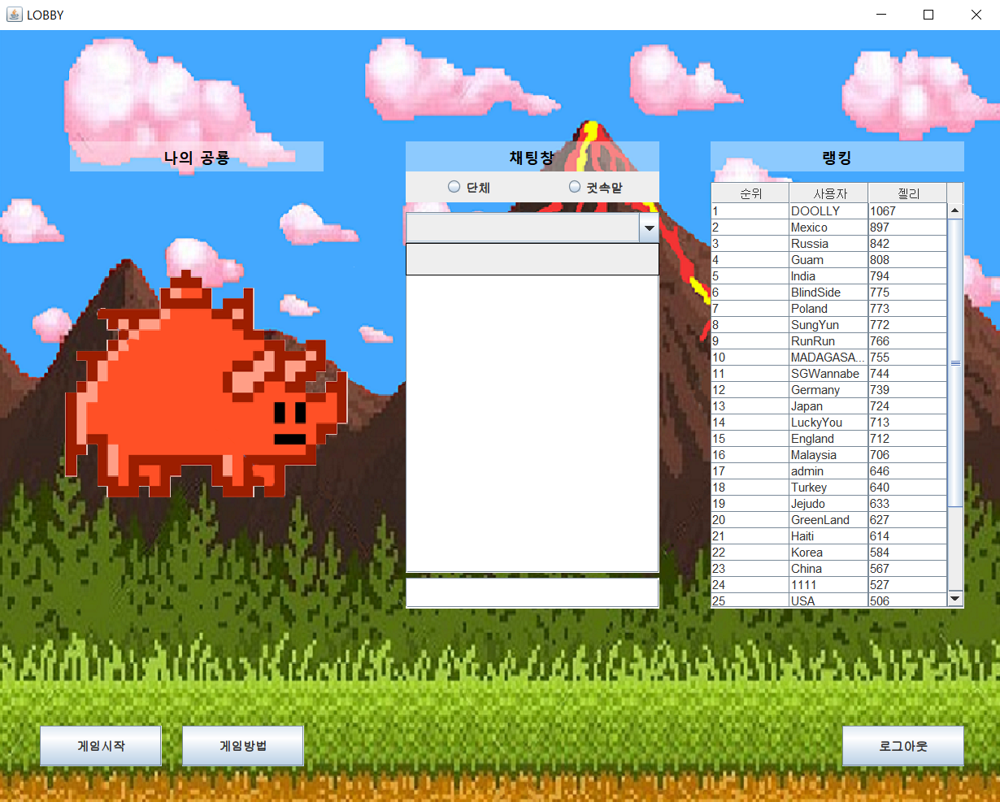 LOBBY
나의 공룡
채팅창
랭킹
단체 귓속말
순위 사용자 젤리
1 DOOLLY 1067
2 Mexico 897
3 Russia 842
4 Guam 808
5 India 794
6 BlindSide 775
7 Poland 773
8 SungYun 772
9 RunRun 766
10 MADAGASA... 755
11 SGWannabe 744
12 Germany 739
13 Japan 724
14 LuckyYou 713
15 England 712
16 Malaysia 706
17 admin 646
18 Turkey 640
19 Jejudo 633
20 GreenLand 627
21 Haiti 614
22 Korea 584
23 China 567
24 1111 527
25 USA 506
게임시작 게임방법 로그아웃